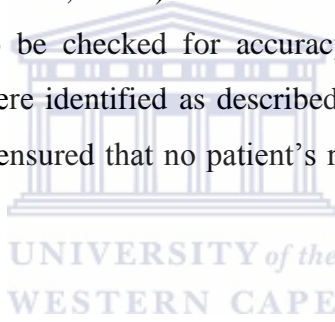 be checked for accuracy
ere identified as described
ensured that no patient's
UNIVERSITY of the
WESTERN CAPE